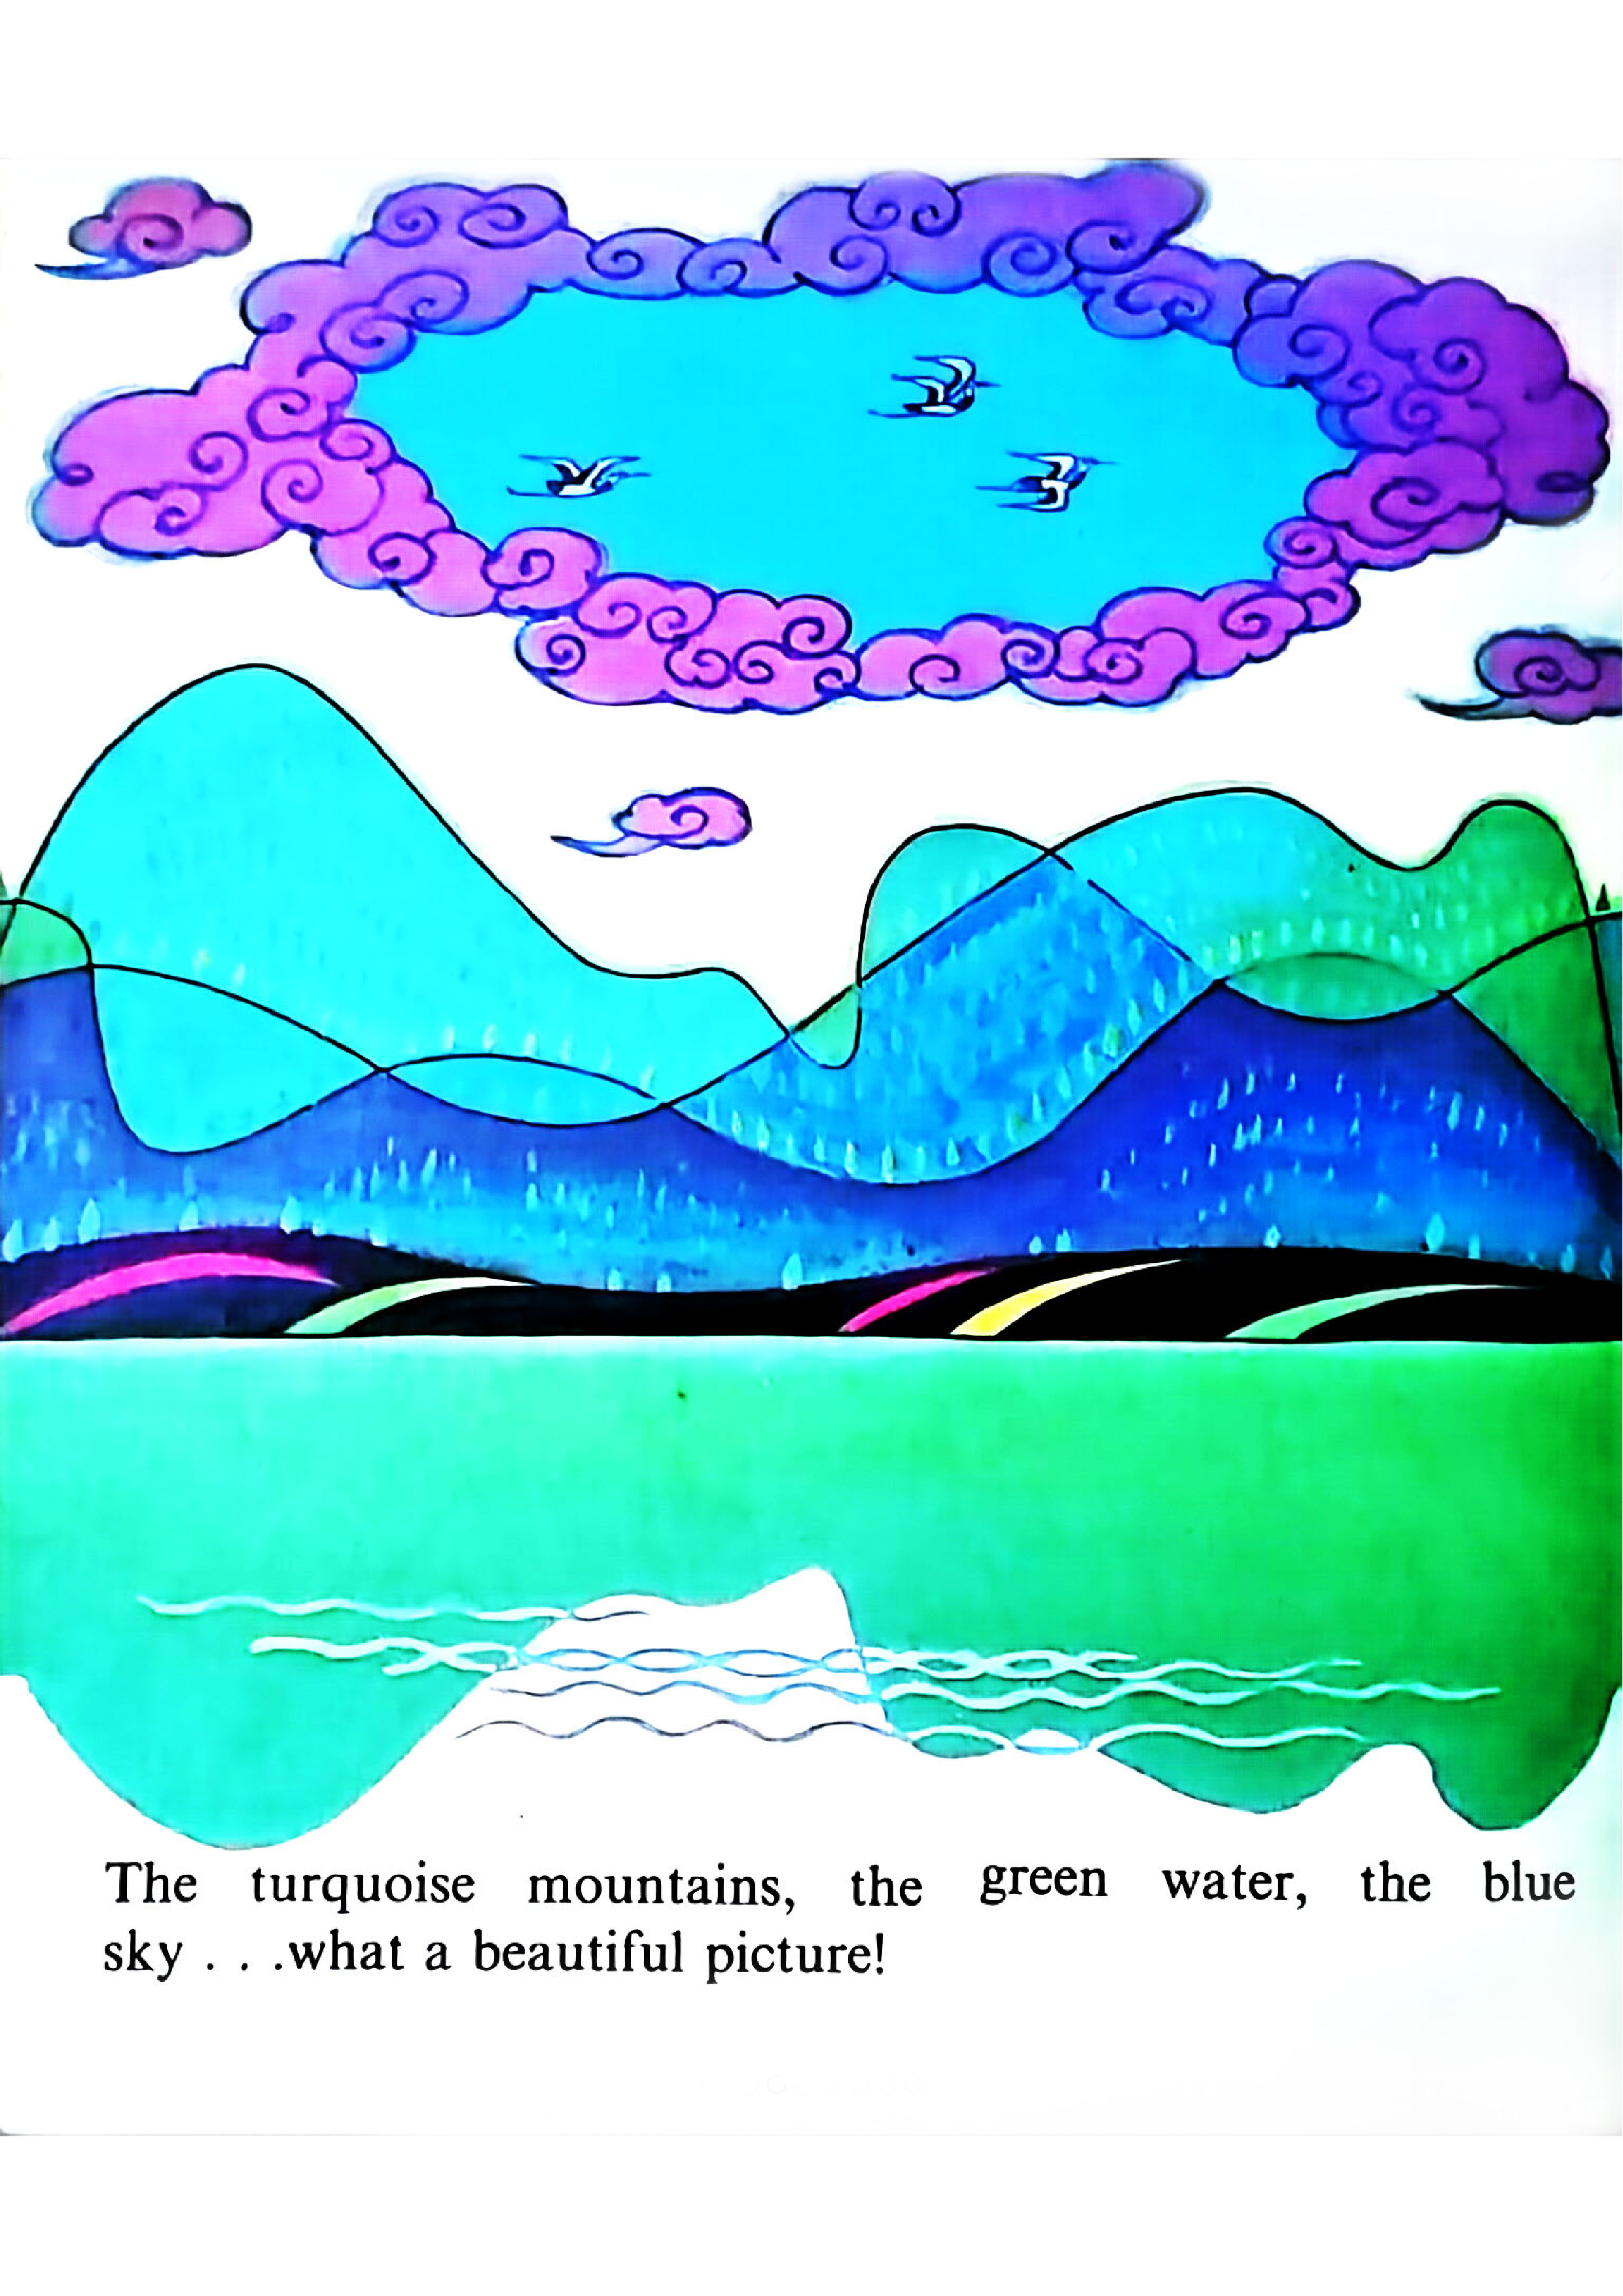 The turquoise mountains, the green water, the blue
sky . . .what a beautiful picture!